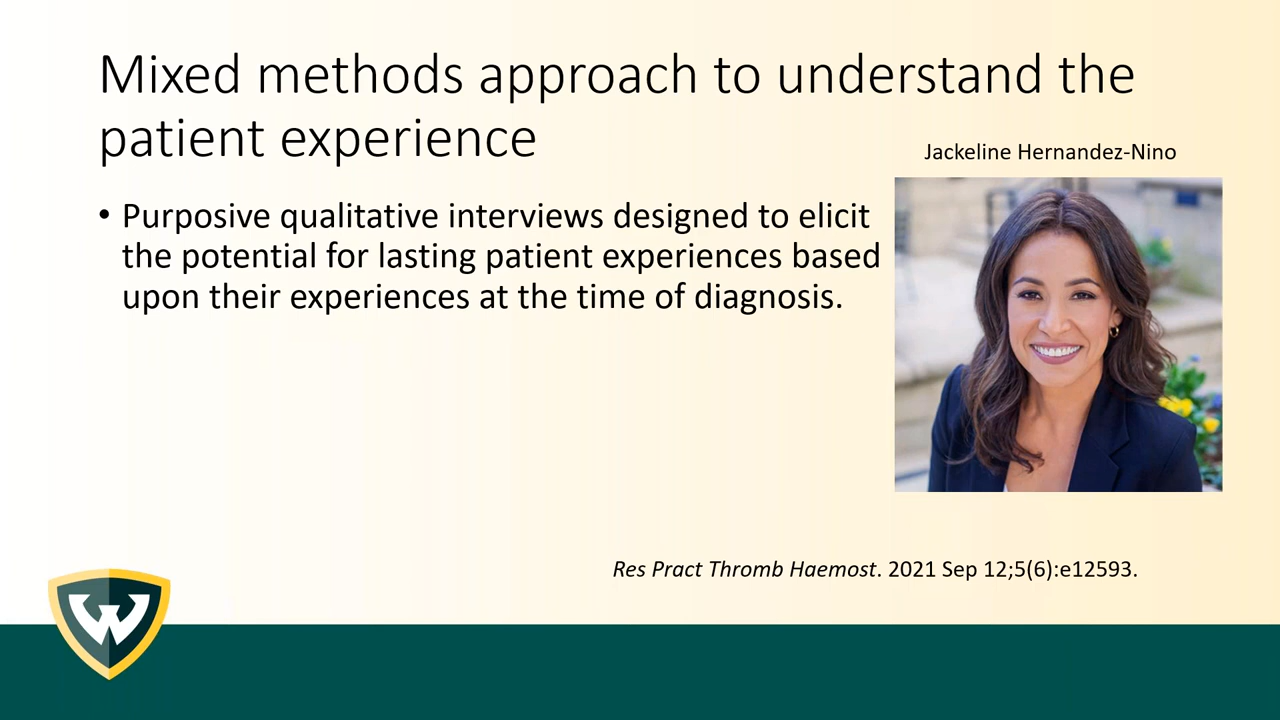 Mixed methods approach to understand the
patient experience
Jackeline Hernandez-Nino
• Purposive qualitative interviews designed to elicit
the potential for lasting patient experiences based
upon their experiences at the time of diagnosis.
Res Pract Thromb Haemost. 2021 Sep 12;5(6):e12593.
W